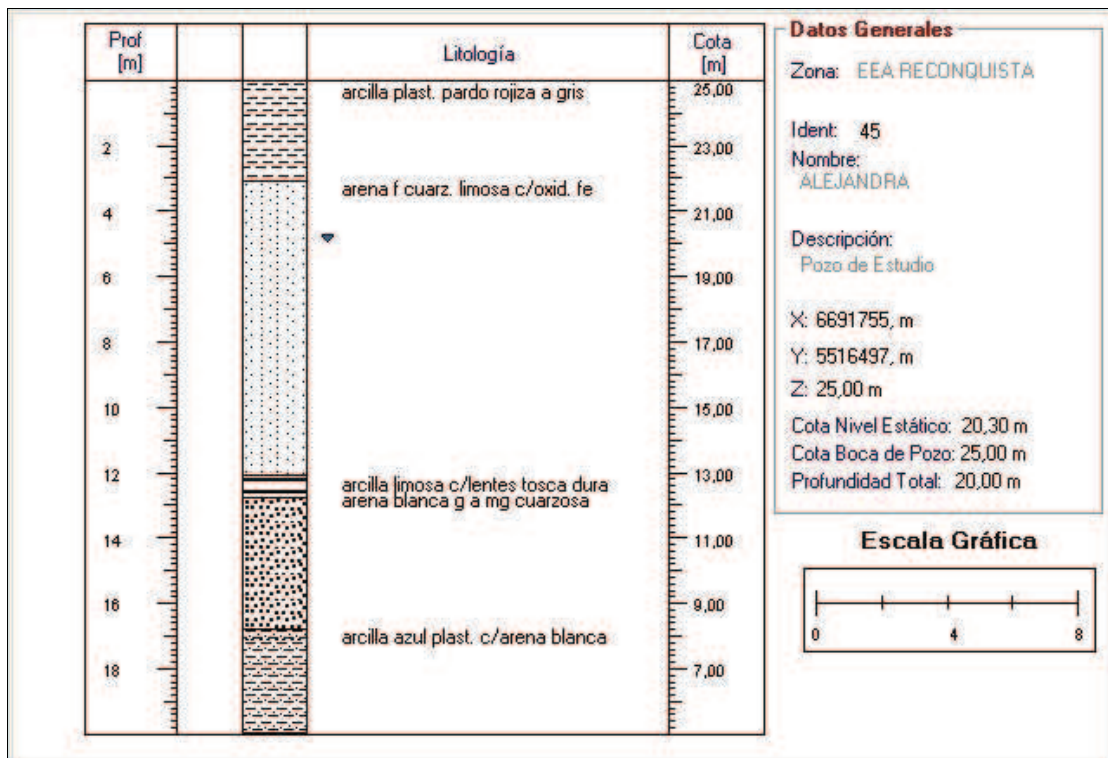 Prof
[m]
Litología
Cota
[m]
2
4
6
8
10
12
14
16
18
arcilla plast. pardo rojiza a gris
arena f cuarz. limosa c/oxid. fe
arcilla limosa c/lentes tosca dura
arena blanca g a mg cuarzosa
arcilla azul plast. c/arena blanca
25,00
23,00
21,00
19,00
17,00
15,00
13,00
11,00
9,00
7,00
Datos Generales
Zona: EEA RECONQUISTA
Ident: 45
Nombre:
ALEJANDRA
Descripción:
Pozo de Estudio
X: 6691755, m
Y: 5516497, m
Z: 25,00 m
Cota Nivel Estático: 20,30 m
Cota Boca de Pozo: 25,00 m
Profundidad Total: 20,00 m
Escala Gráfica
0 4 8